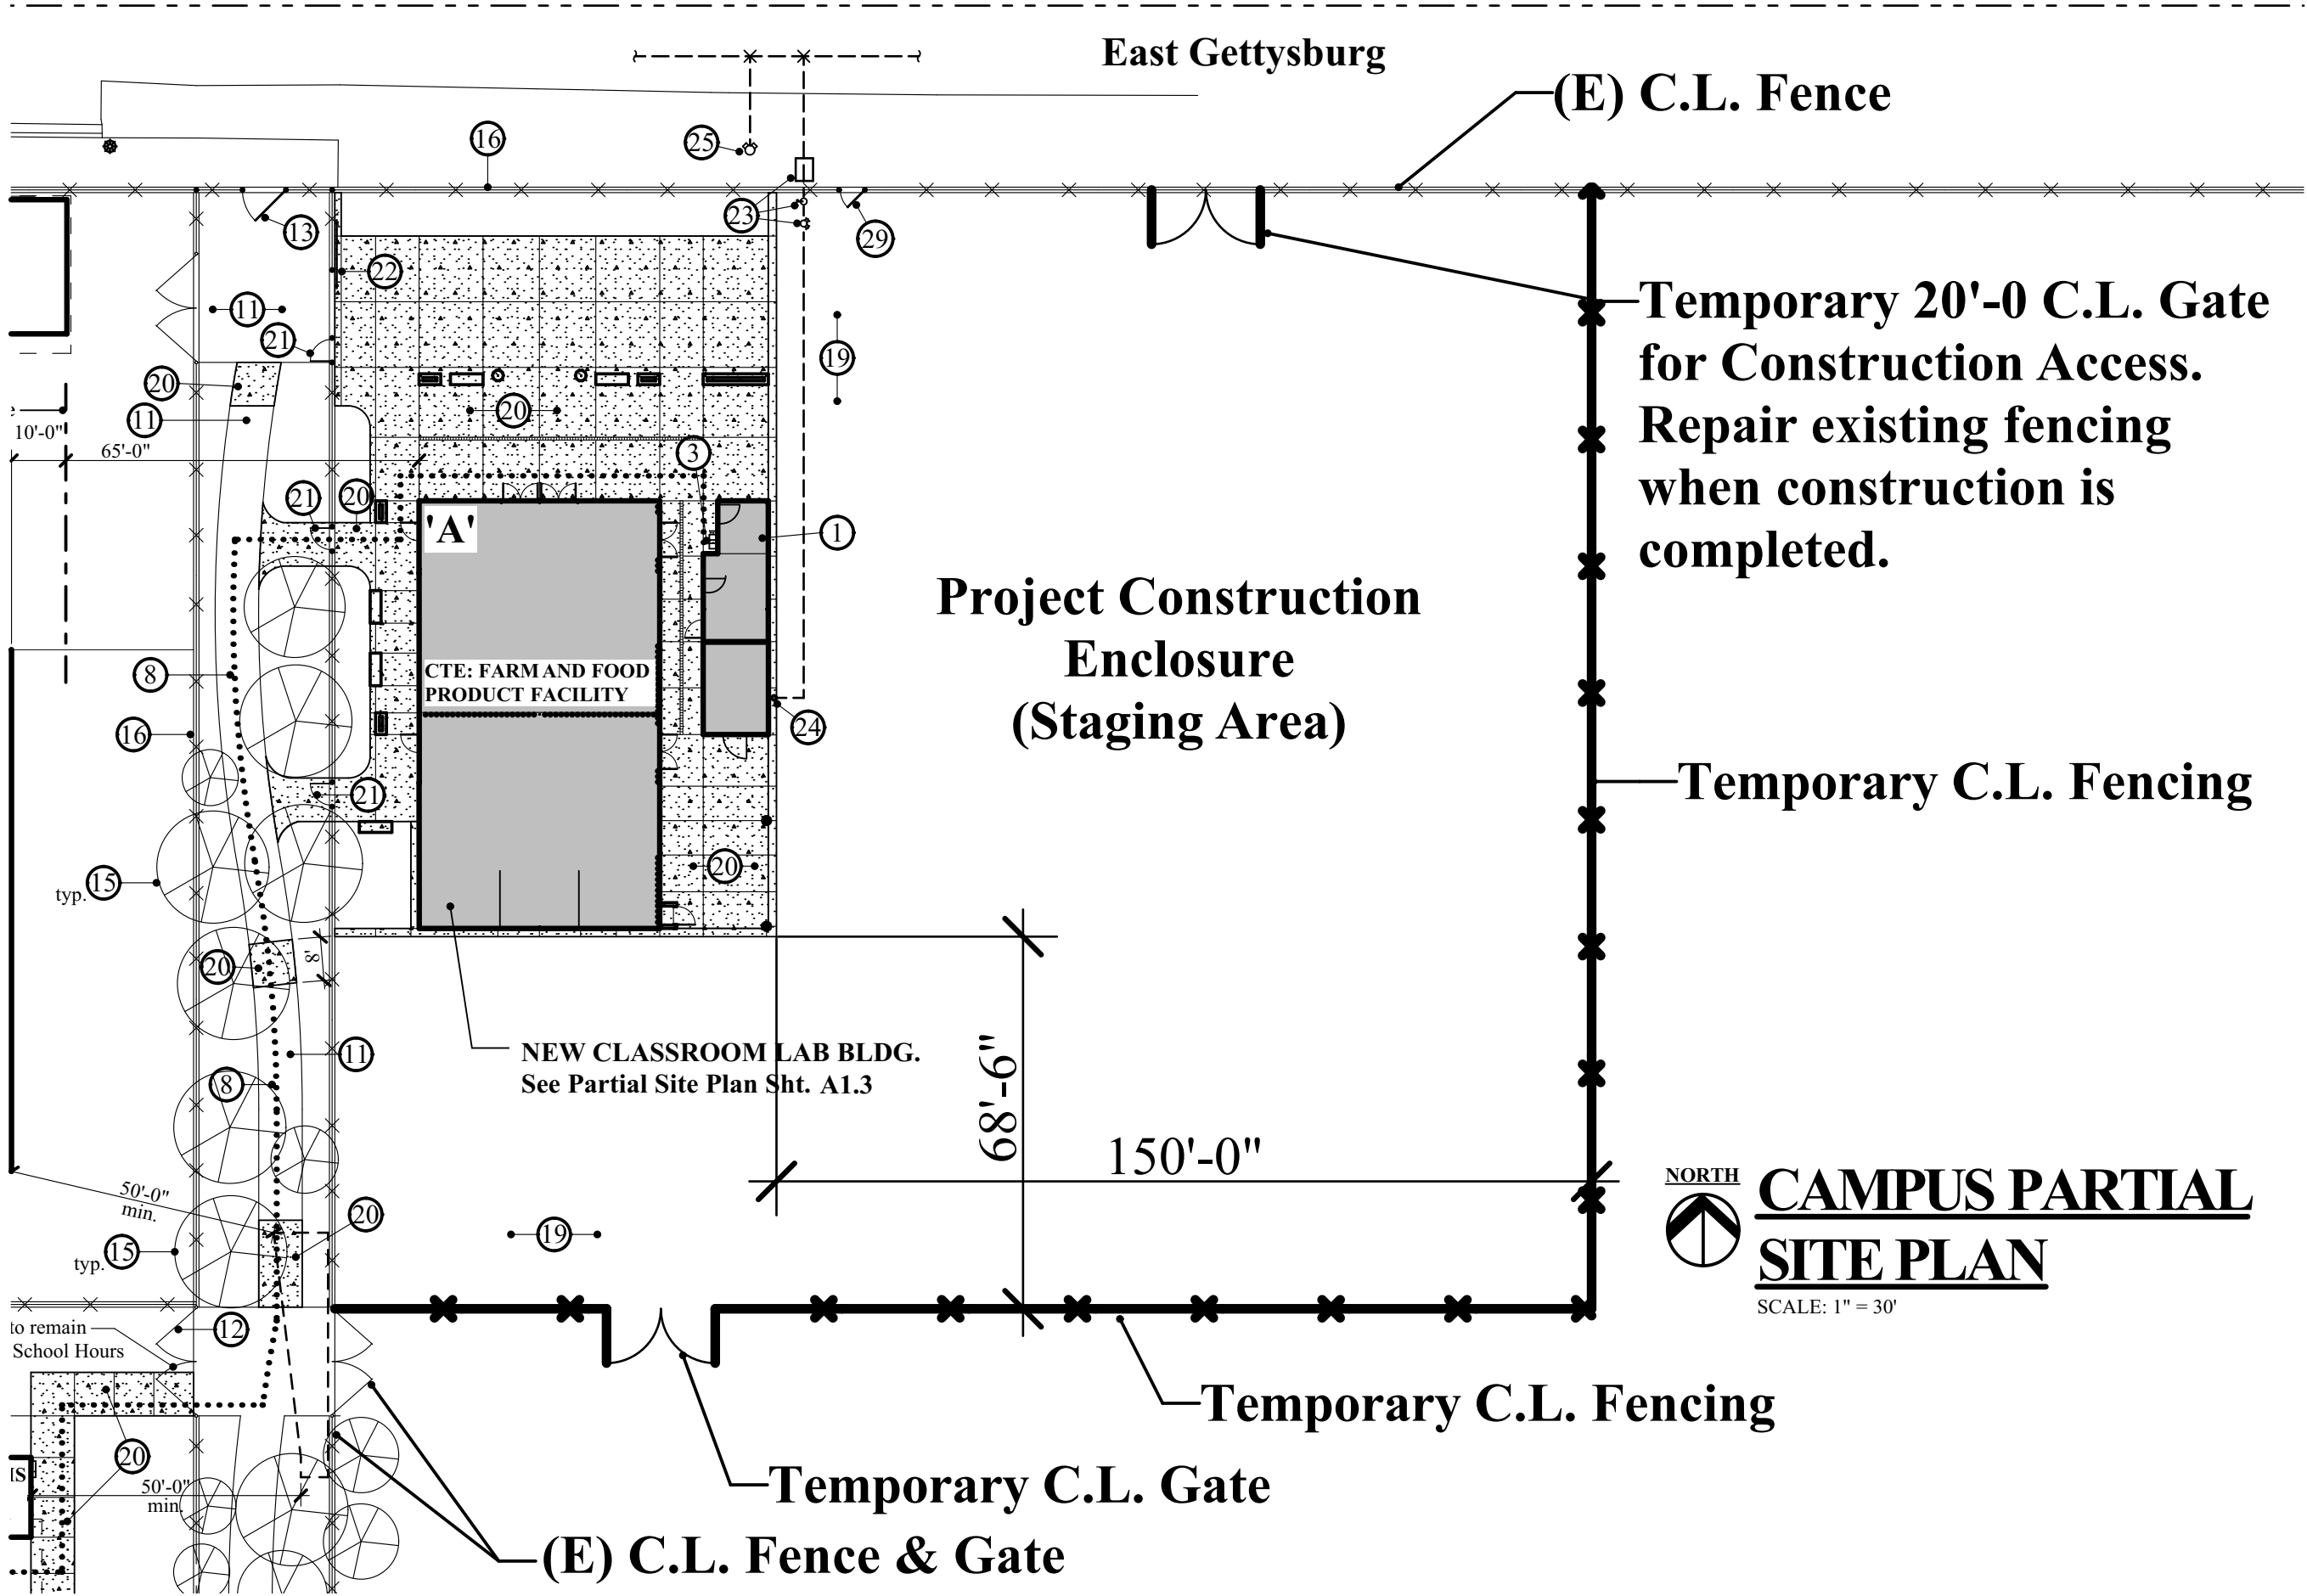 East Gettysburg
(E) C.L. Fence
25
16
23
13
29
22
11
21
19
20
11
10'-0"
65'-0"
20
3
Temporary 20'-0 C.L. Gate
for Construction Access.
Repair existing fencing
when construction is
completed.
21
20
'A'
1
Project Construction
Enclosure
(Staging Area)
8
CTE: FARM AND FOOD
PRODUCT FACILITY
16
24
Temporary C.L. Fencing
21
typ.
15
20
20
8'
NEW CLASSROOM LAB BLDG.
See Partial Site Plan Sht. A1.3
11
8
68'-6"
150'-0"
50'-0"
min.
20
typ.
15
19
NORTH
CAMPUS PARTIAL
SITE PLAN
SCALE: 1" = 30'
to remain
School Hours
12
Temporary C.L. Fencing
20
50'-0"
min.
Temporary C.L. Gate
(E) C.L. Fence & Gate